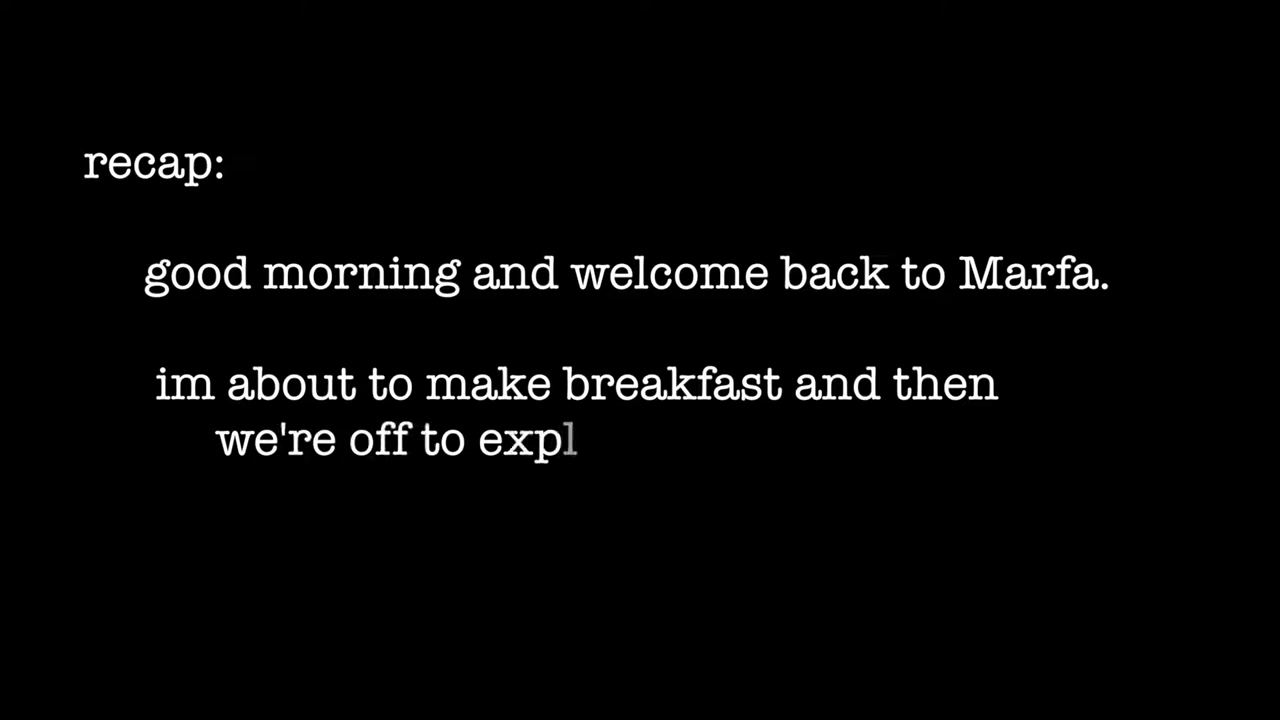 recap:
good morning and welcome back to Marfa.
im about to make breakfast and then
we're off to expl